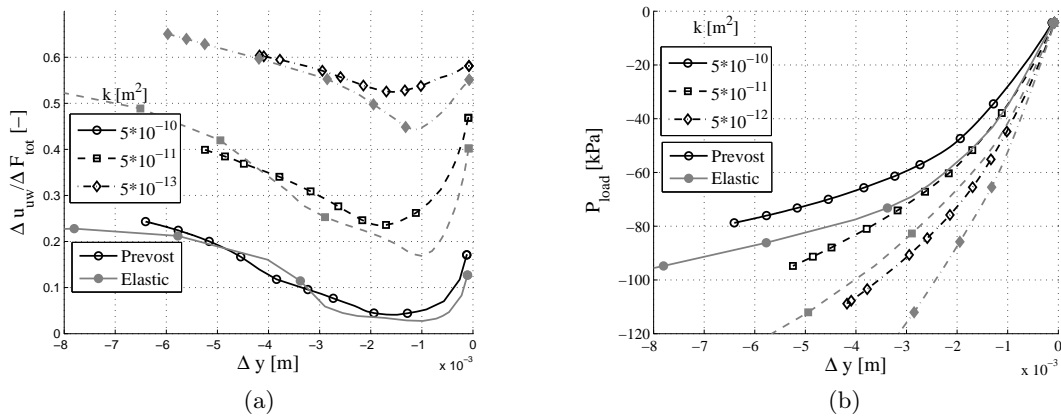 0.6
0.5
0.4
0.3
0.2
0.1
0
Δ u_uw/Δ F_tot [-]
k [m²]
5*10⁻¹⁰
5*10⁻¹¹
5*10⁻¹³
Prevost
Elastic
−8 −7 −6 −5 −4 −3 −2 −1 0
Δ y [m]
x 10⁻³
(a)
0
−20
−40
−60
−80
−100
−120
P_load [kPa]
k [m²]
5*10⁻¹⁰
5*10⁻¹¹
5*10⁻¹²
Prevost
Elastic
−8 −7 −6 −5 −4 −3 −2 −1 0
Δ y [m]
x 10⁻³
(b)